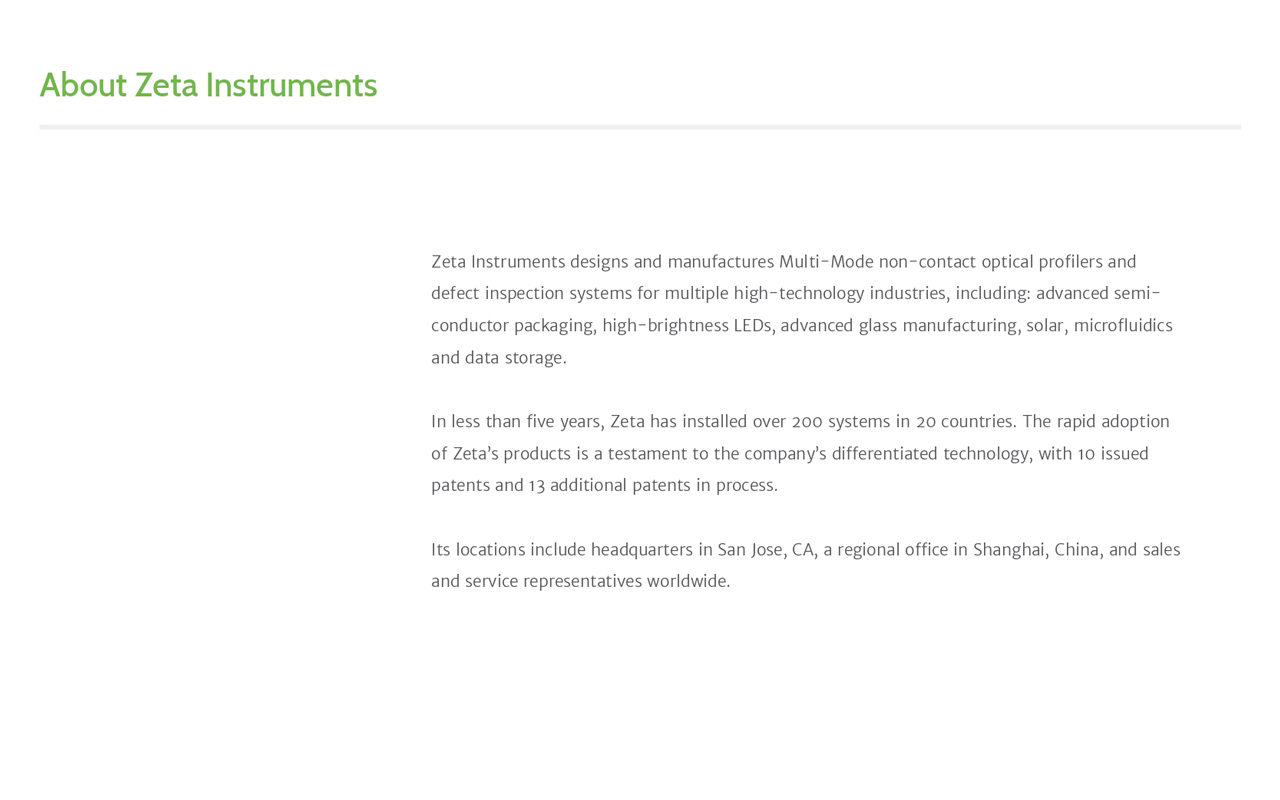 About Zeta Instruments
Zeta Instruments designs and manufactures Multi-Mode non-contact optical profilers and
defect inspection systems for multiple high-technology industries, including: advanced semi-
conductor packaging, high-brightness LEDs, advanced glass manufacturing, solar, microfluidics
and data storage.
In less than five years, Zeta has installed over 200 systems in 20 countries. The rapid adoption
of Zeta’s products is a testament to the company’s differentiated technology, with 10 issued
patents and 13 additional patents in process.
Its locations include headquarters in San Jose, CA, a regional office in Shanghai, China, and sales
and service representatives worldwide.